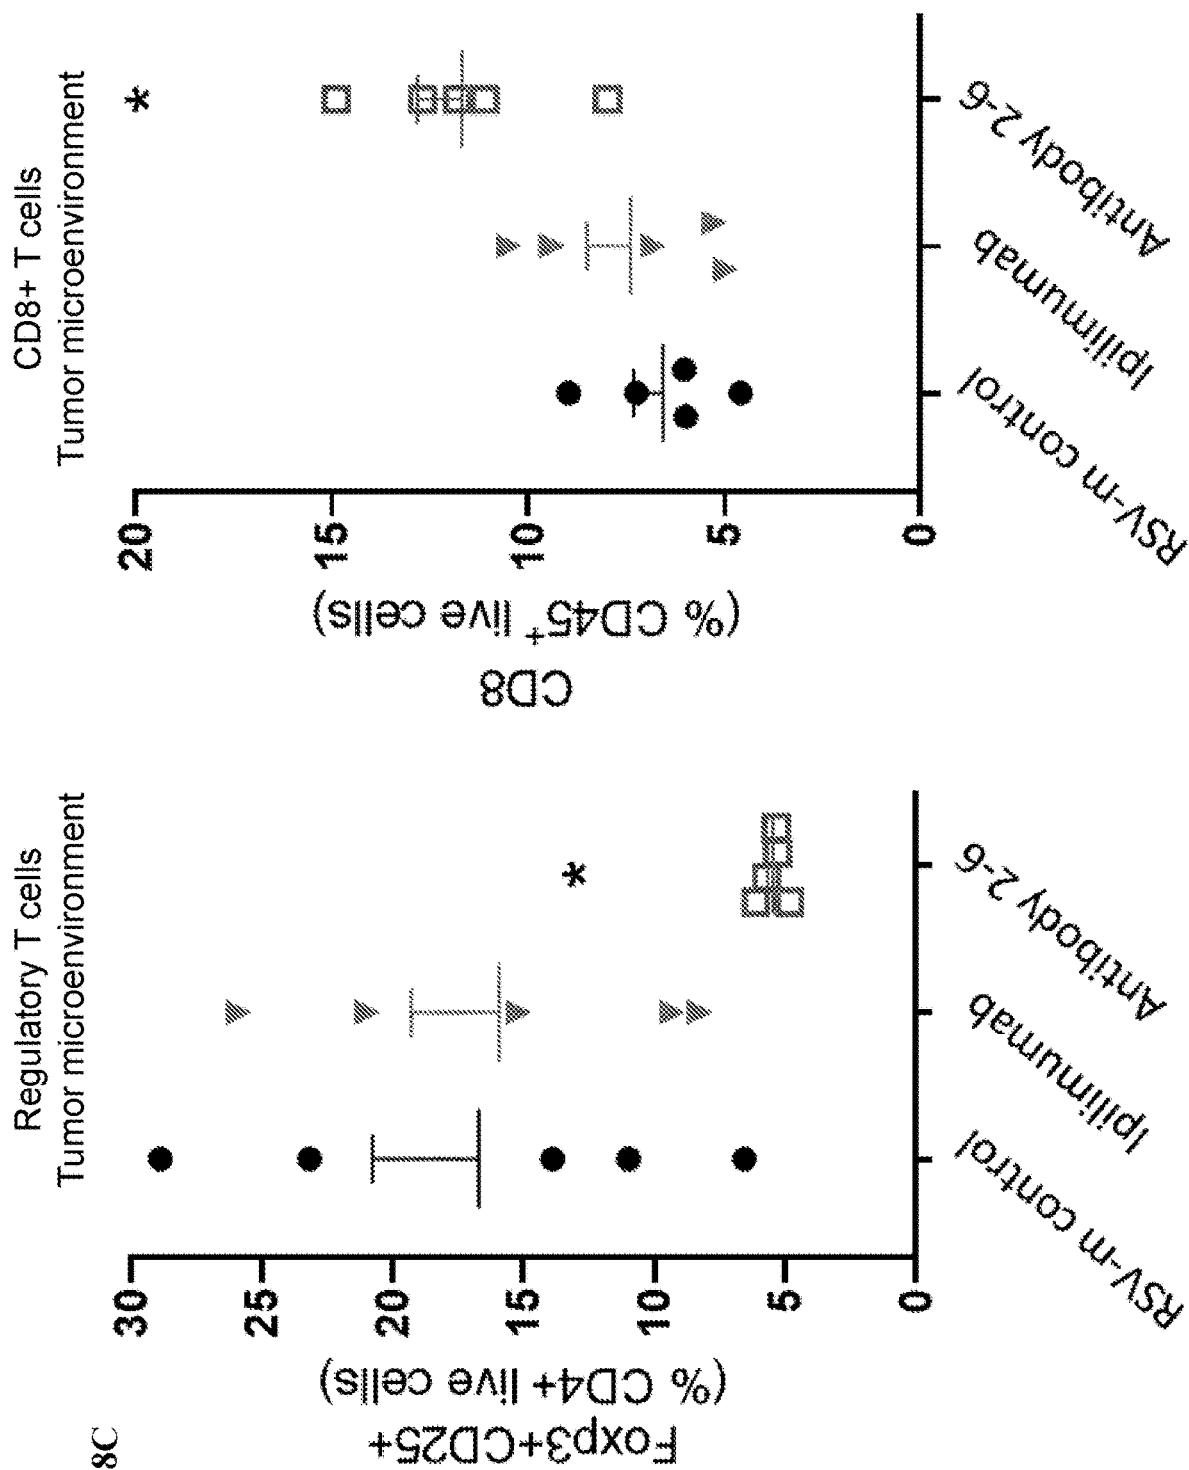 8C
Regulatory T cells
Tumor microenvironment
Foxp3+CD25+
(% CD4+ live cells)
30
25
20
15
10
5
0
*
RSV-m control
Ipilimumab
Antibody 2-6
CD8+ T cells
Tumor microenvironment
CD8
(% CD45⁺ live cells)
20
15
10
5
0
*
RSV-m control
Ipilimumab
Antibody 2-6